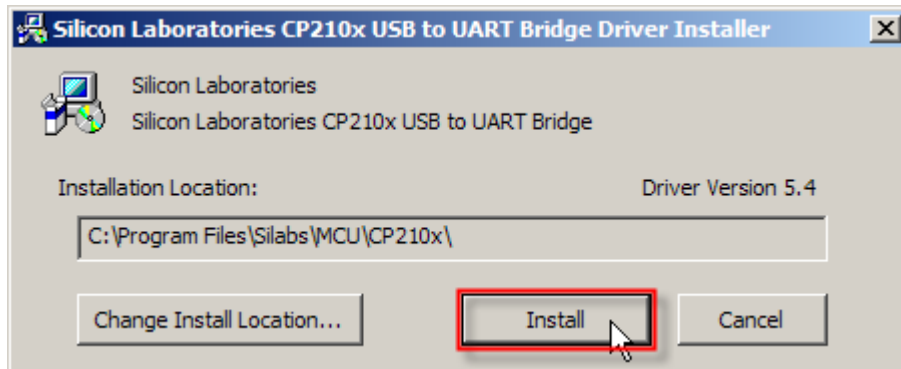 Silicon Laboratories CP210x USB to UART Bridge Driver Installer
Silicon Laboratories
Silicon Laboratories CP210x USB to UART Bridge
Installation Location: Driver Version 5.4
C:\Program Files\Silabs\MCU\CP210x\
Change Install Location... Install Cancel